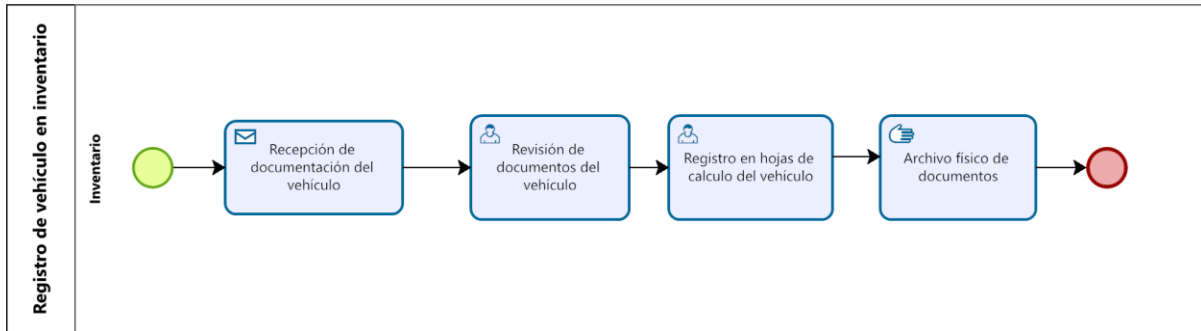 Registro de vehículo en inventario
Inventario
Recepción de
documentación del
vehículo
Revisión de
documentos del
vehículo
Registro en hojas de
calculo del vehículo
Archivo físico de
documentos